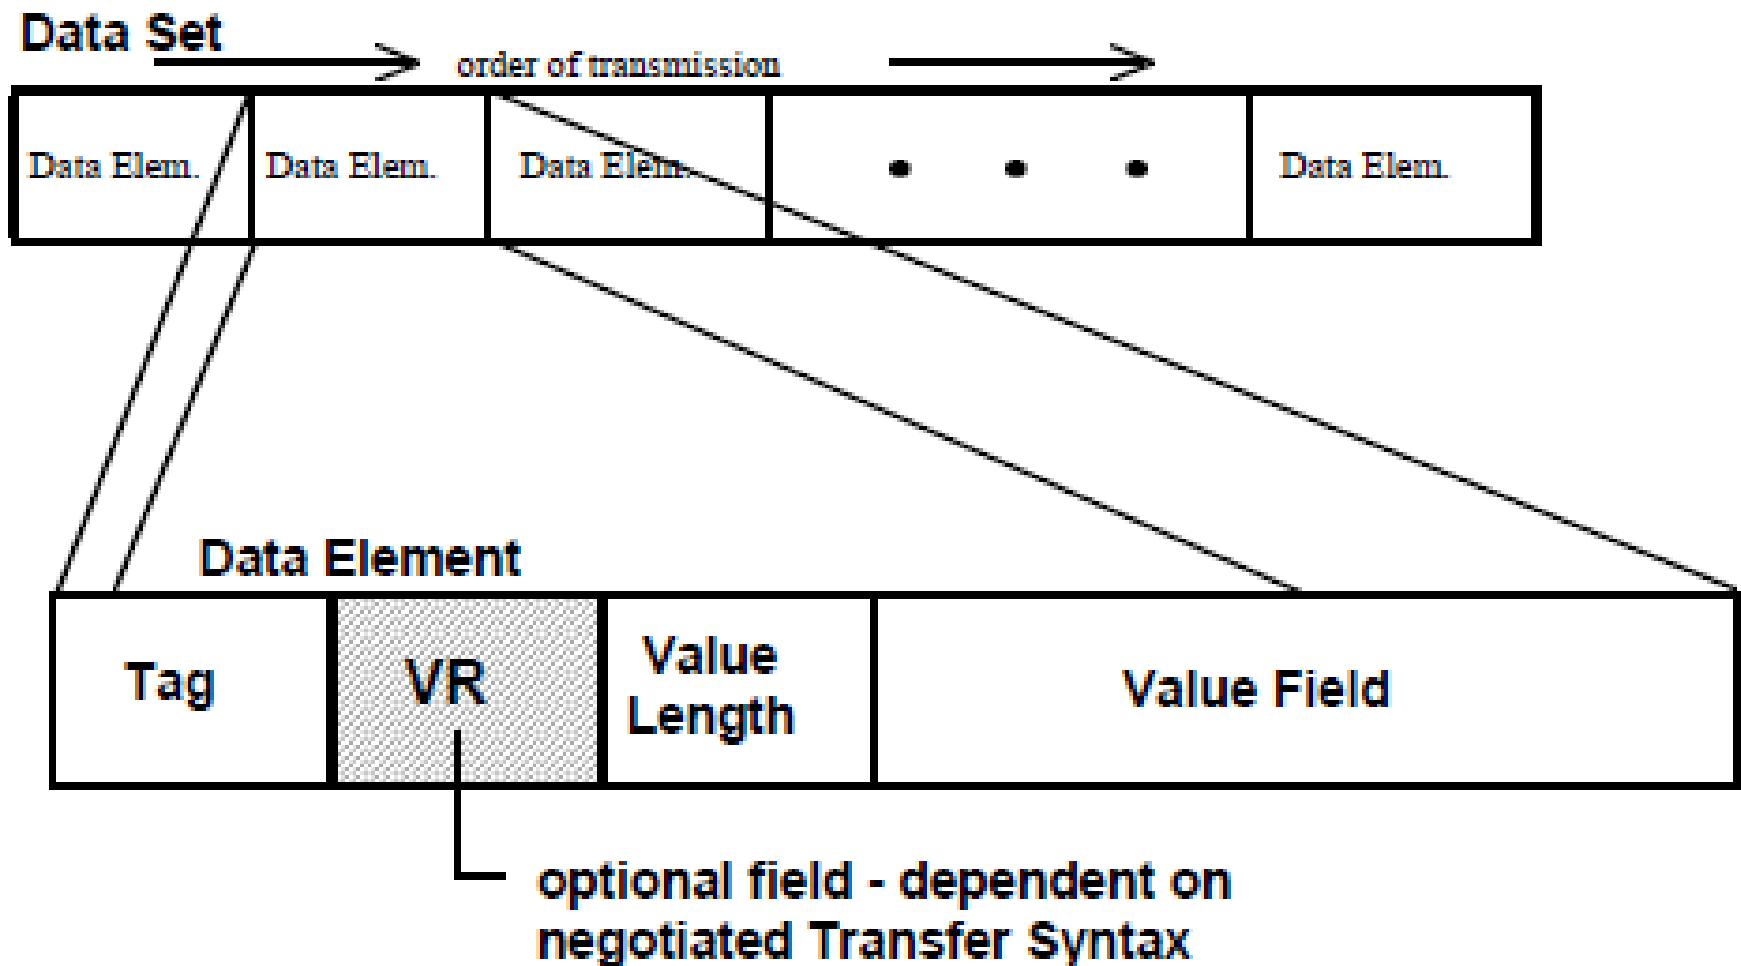 Data Set
order of transmission
Data Elem. Data Elem. Data Elem. Data Elem.
Data Element
Tag VR Value Length Value Field
optional field - dependent on
negotiated Transfer Syntax